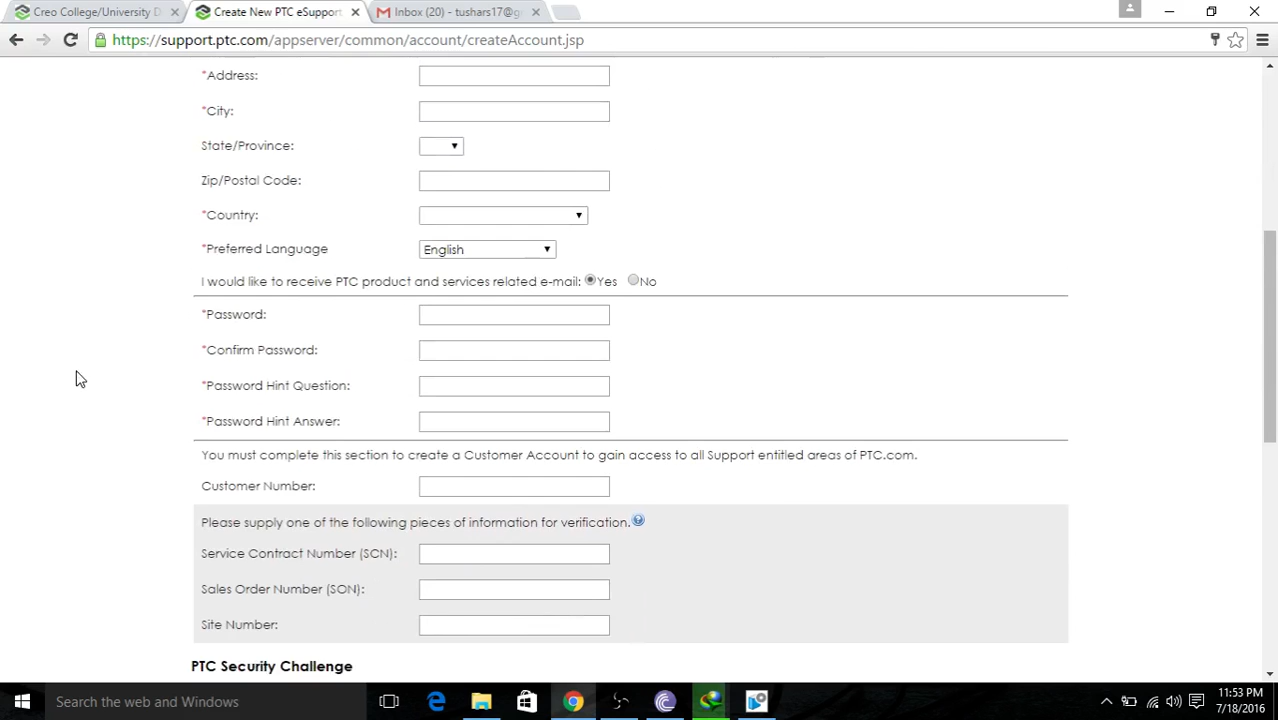 Creo College/University D
Create New PTC eSupport
Inbox (20) - tushars17@g
https://support.ptc.com/appserver/common/account/createAccount.jsp
*Address:
*City:
State/Province:
Zip/Postal Code:
*Country:
*Preferred Language English
I would like to receive PTC product and services related e-mail: Yes No
*Password:
*Confirm Password:
*Password Hint Question:
*Password Hint Answer:
You must complete this section to create a Customer Account to gain access to all Support entitled areas of PTC.com.
Customer Number:
Please supply one of the following pieces of information for verification.
Service Contract Number (SCN):
Sales Order Number (SON):
Site Number:
PTC Security Challenge
Search the web and Windows
11:53 PM
7/18/2016